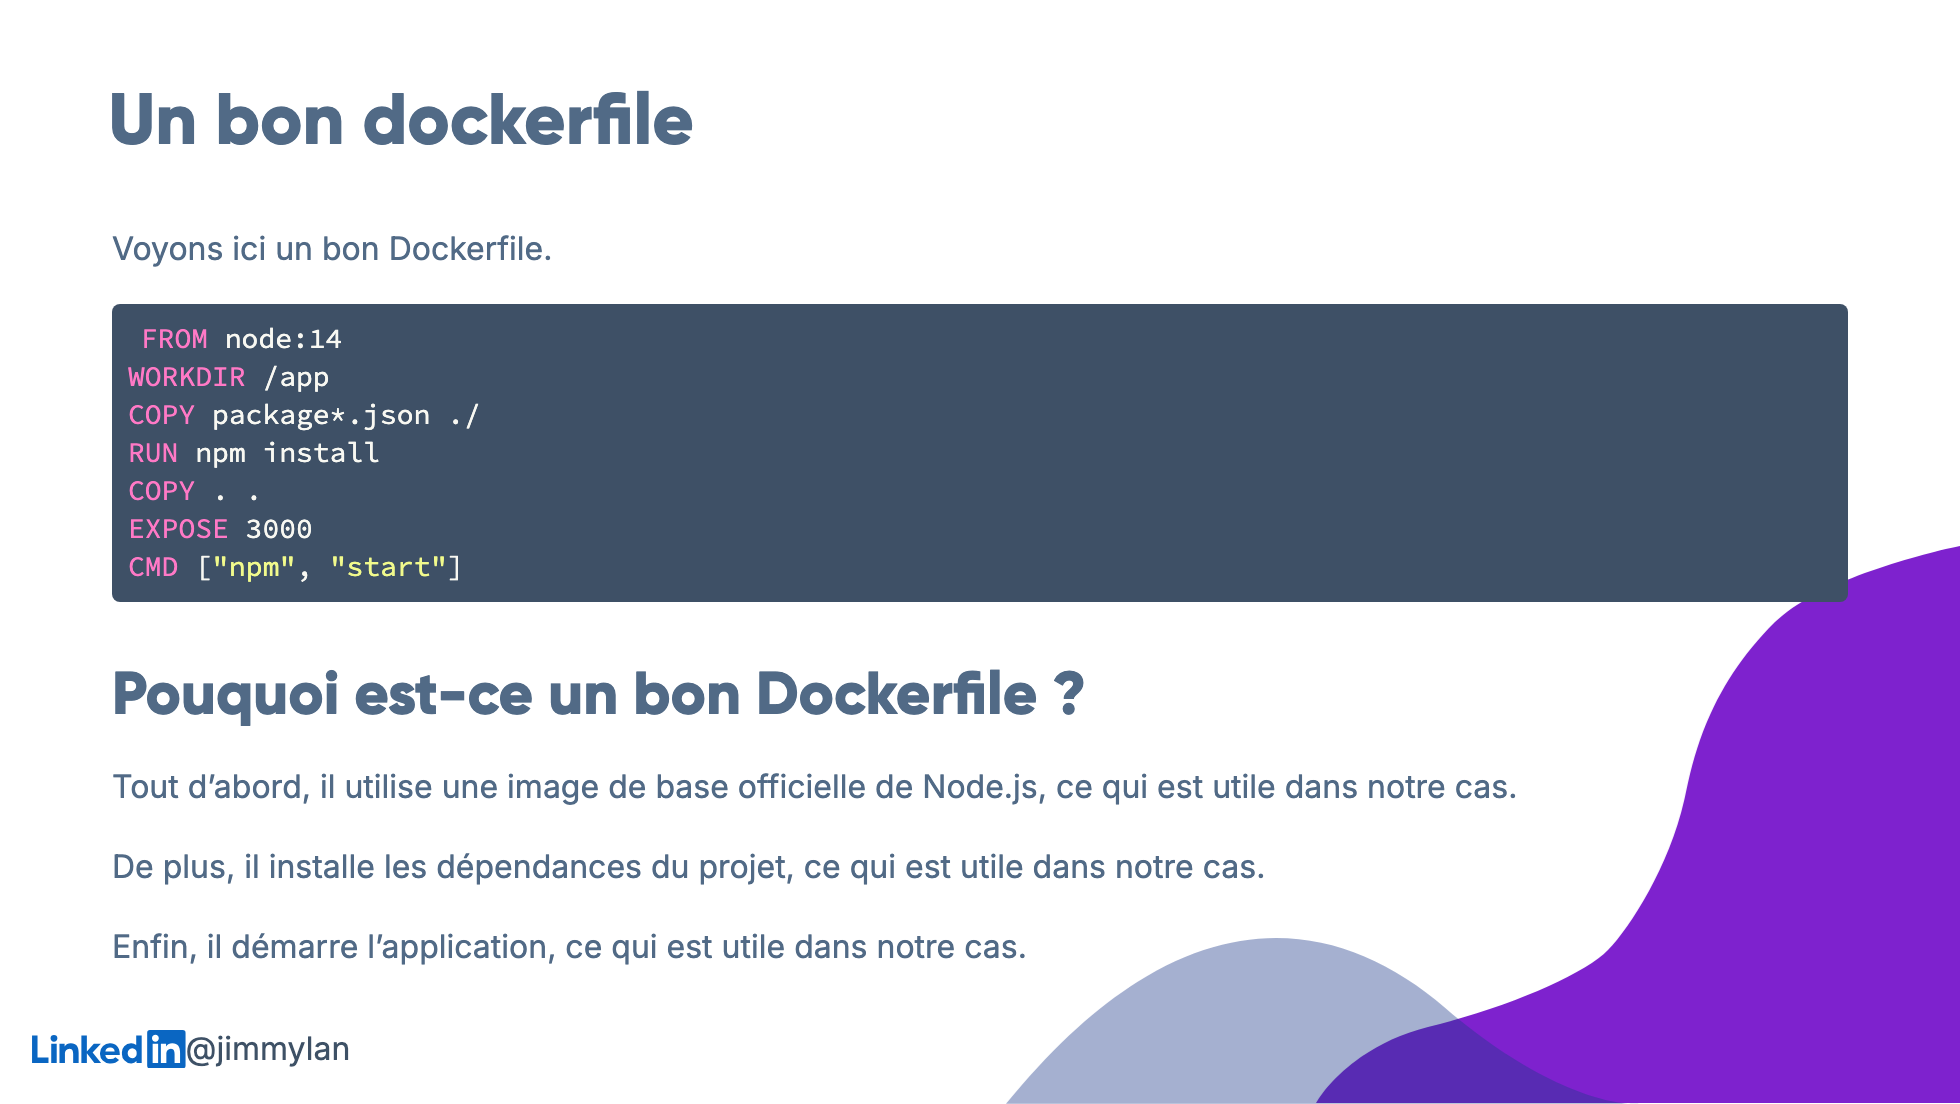 Un bon dockerfile
Voyons ici un bon Dockerfile.
FROM node:14
WORKDIR /app
COPY package*.json ./
RUN npm install
COPY . .
EXPOSE 3000
CMD ["npm", "start"]
Pouquoi est-ce un bon Dockerfile ?
Tout d’abord, il utilise une image de base officielle de Node.js, ce qui est utile dans notre cas.
De plus, il installe les dépendances du projet, ce qui est utile dans notre cas.
Enfin, il démarre l’application, ce qui est utile dans notre cas.
Linkedin@jimmylan